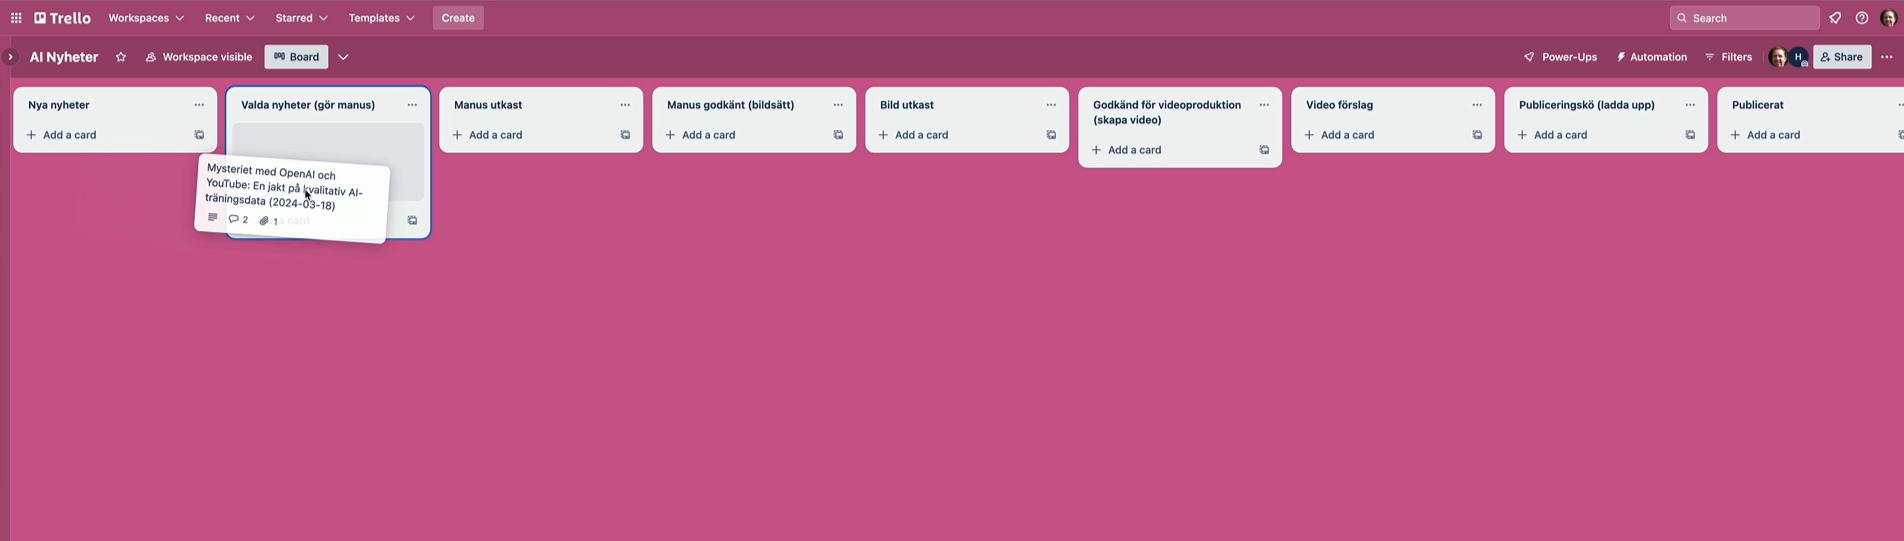 Trello
Workspaces
Recent
Starred
Templates
Create
Search
AI Nyheter
Workspace visible
Board
Power-Ups
Automation
Filters
H
Share
Nya nyheter
+ Add a card
Valda nyheter (gör manus)
Mysteriet med OpenAI och
YouTube: En jakt på kvalitativ AI-
träningsdata (2024-03-18)
2
1
a card
Manus utkast
+ Add a card
Manus godkänt (bildsätt)
+ Add a card
Bild utkast
+ Add a card
Godkänd för videoproduktion
(skapa video)
+ Add a card
Video förslag
+ Add a card
Publiceringskö (ladda upp)
+ Add a card
Publicerat
+ Add a card